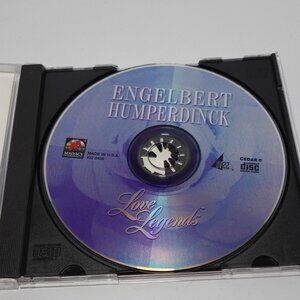 ENGELBERT
HUMPERDINCK
MADE IN U.S.A.
CEDAR
disc
Love
Legends